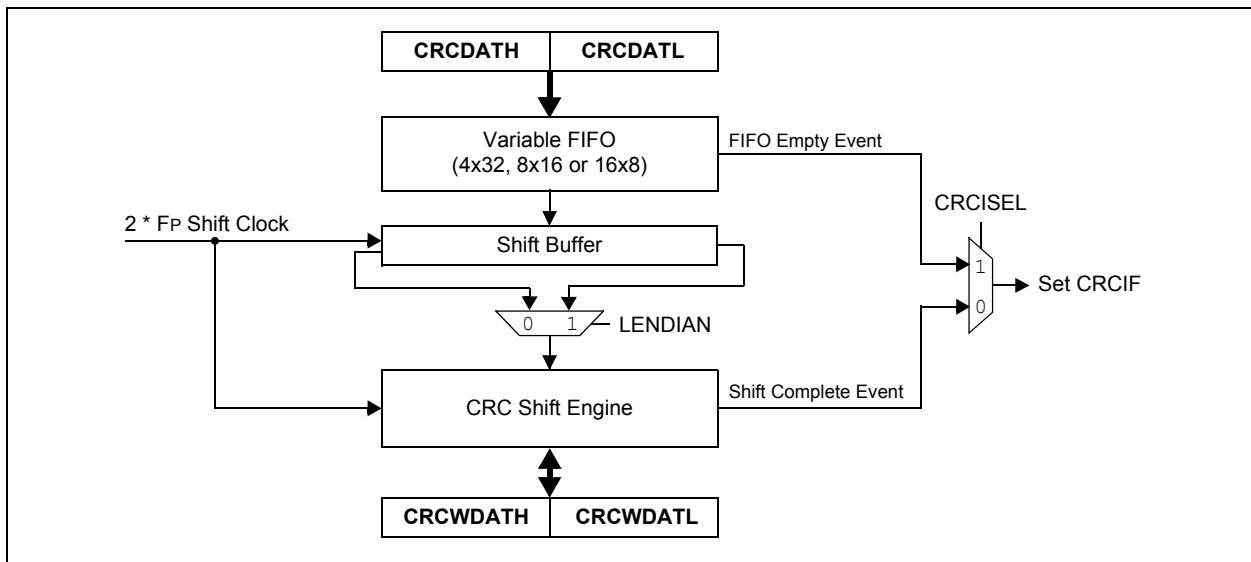 CRCDATH CRCDATL
Variable FIFO
(4x32, 8x16 or 16x8)
FIFO Empty Event
CRCISEL
2 * FP Shift Clock
Shift Buffer
1
Set CRCIF
0
0 1
LENDIAN
CRC Shift Engine
Shift Complete Event
CRCWDATH CRCWDATL